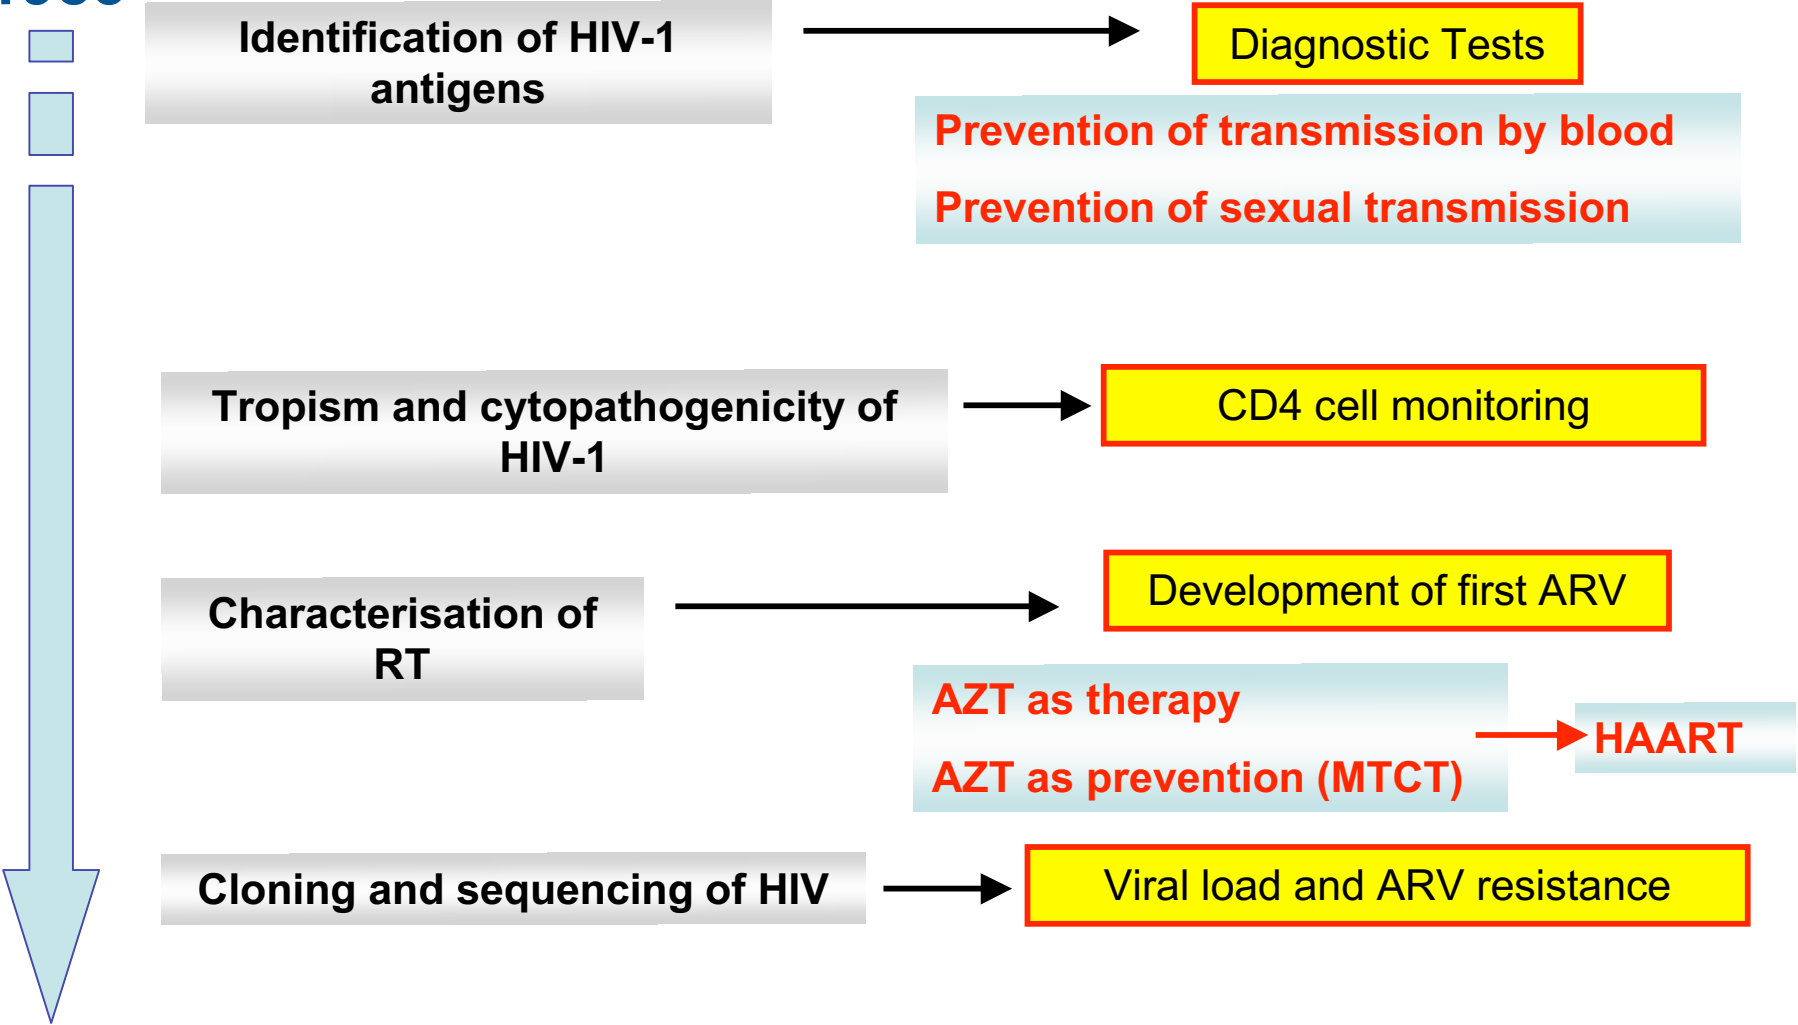 Identification of HIV-1
antigens
Diagnostic Tests
Prevention of transmission by blood
Prevention of sexual transmission
Tropism and cytopathogenicity of
HIV-1
CD4 cell monitoring
Characterisation of
RT
Development of first ARV
AZT as therapy
AZT as prevention (MTCT)
HAART
Cloning and sequencing of HIV
Viral load and ARV resistance